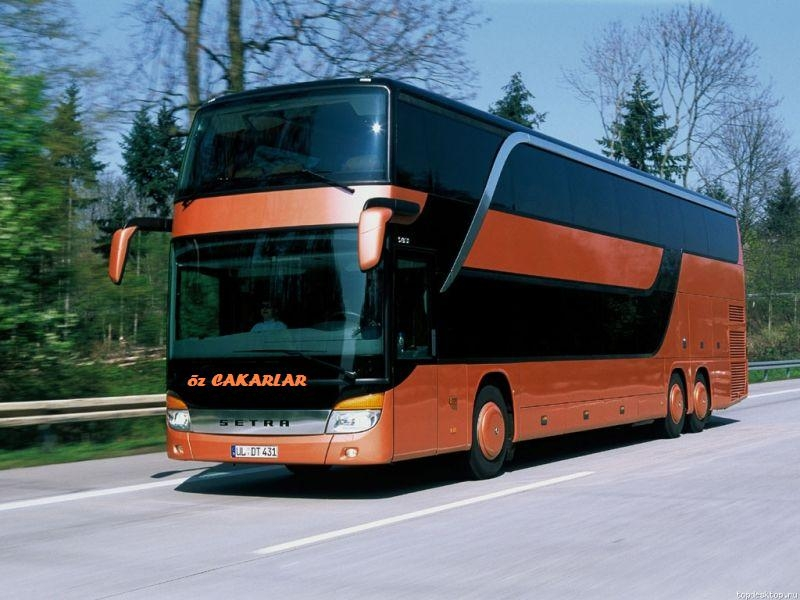 öz CAKARLAR
SETRA
UL DT 431
topdesktop.ru